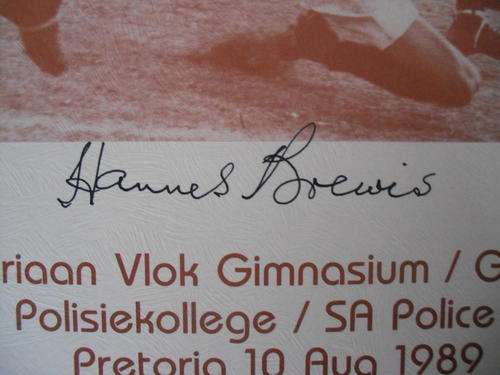 Hannes Brewis
riaan Vlok Gimnasium / G
Polisiekollege / SA Police
Pretoria 10 Aug 1989